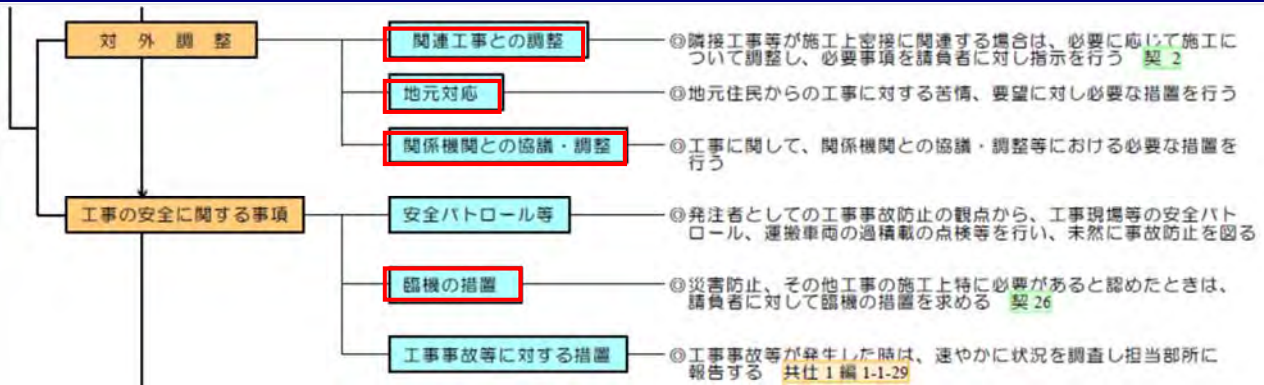 対外調整
関連工事との調整
◎隣接工事等が施工上密接に関連する場合は、必要に応じて施工に
ついて調整し、必要事項を請負者に対し指示を行う 契 2
地元対応
◎地元住民からの工事に対する苦情、要望に対し必要な措置を行う
関係機関との協議・調整
◎工事に関して、関係機関との協議・調整等における必要な措置を
行う
工事の安全に関する事項
安全パトロール等
◎発注者としての工事事故防止の観点から、工事現場等の安全パト
ロール、運搬車両の過積載の点検等を行い、未然に事故防止を図る
臨機の措置
◎災害防止、その他工事の施工上特に必要があると認めたときは、
請負者に対して臨機の措置を求める 契 26
工事事故等に対する措置
◎工事事故等が発生した時は、速やかに状況を調査し担当部所に
報告する 共仕 1 編 1-1-29